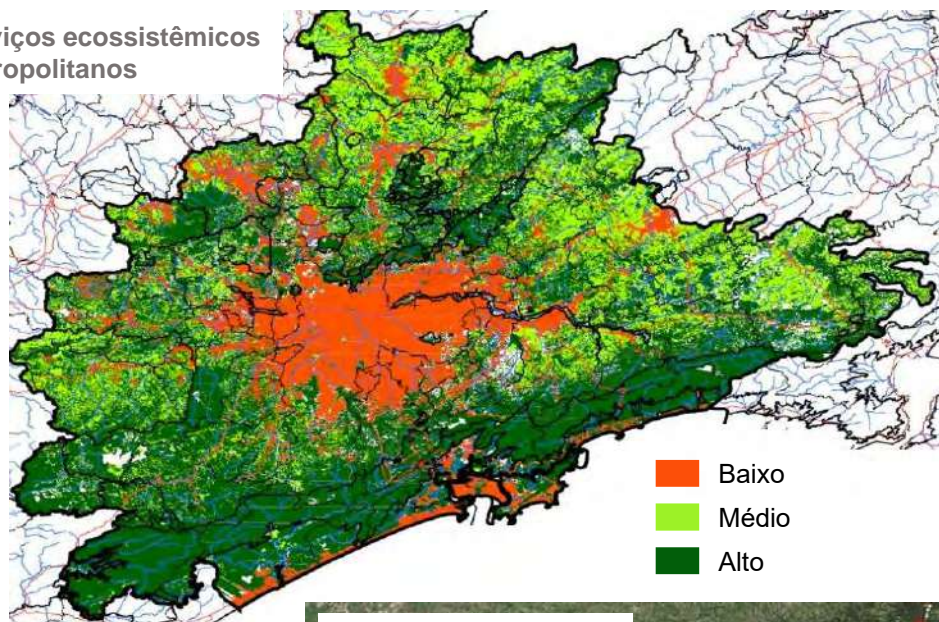 viços ecossistêmicos
ropolitanos
Baixo
Médio
Alto